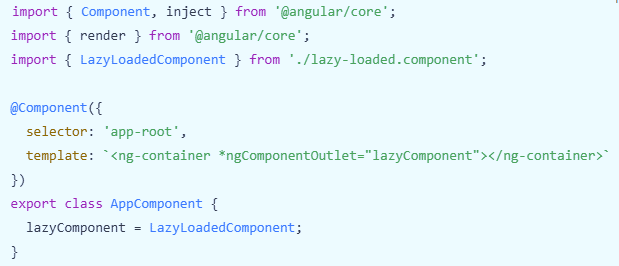 import { Component, inject } from '@angular/core';
import { render } from '@angular/core';
import { LazyLoadedComponent } from './lazy-loaded.component';
@Component({
  selector: 'app-root',
  template: `<ng-container *ngComponentOutlet="lazyComponent"></ng-container>`
})
export class AppComponent {
  lazyComponent = LazyLoadedComponent;
}